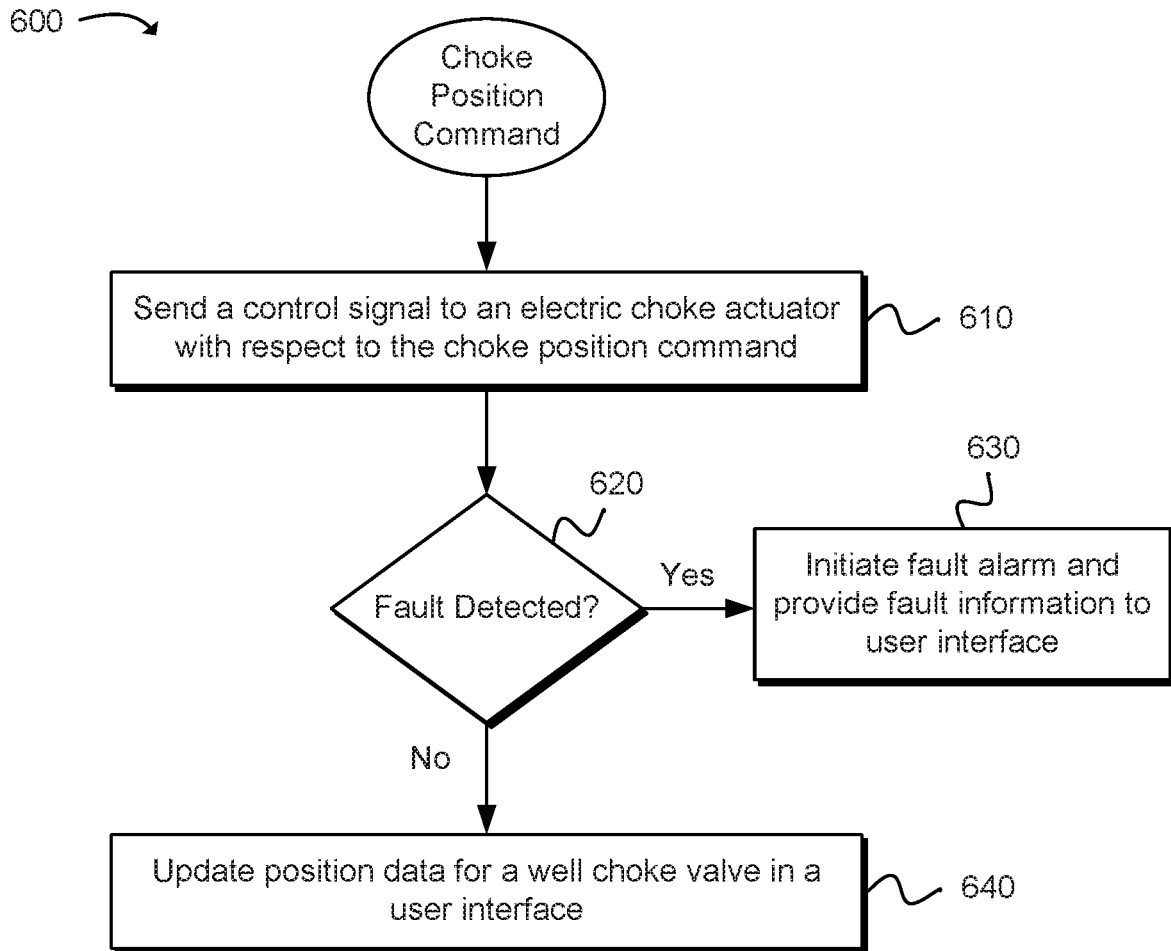 600
Choke
Position
Command
Send a control signal to an electric choke actuator
with respect to the choke position command
610
620
Fault Detected?
Yes
630
Initiate fault alarm and
provide fault information to
user interface
No
Update position data for a well choke valve in a
user interface
640